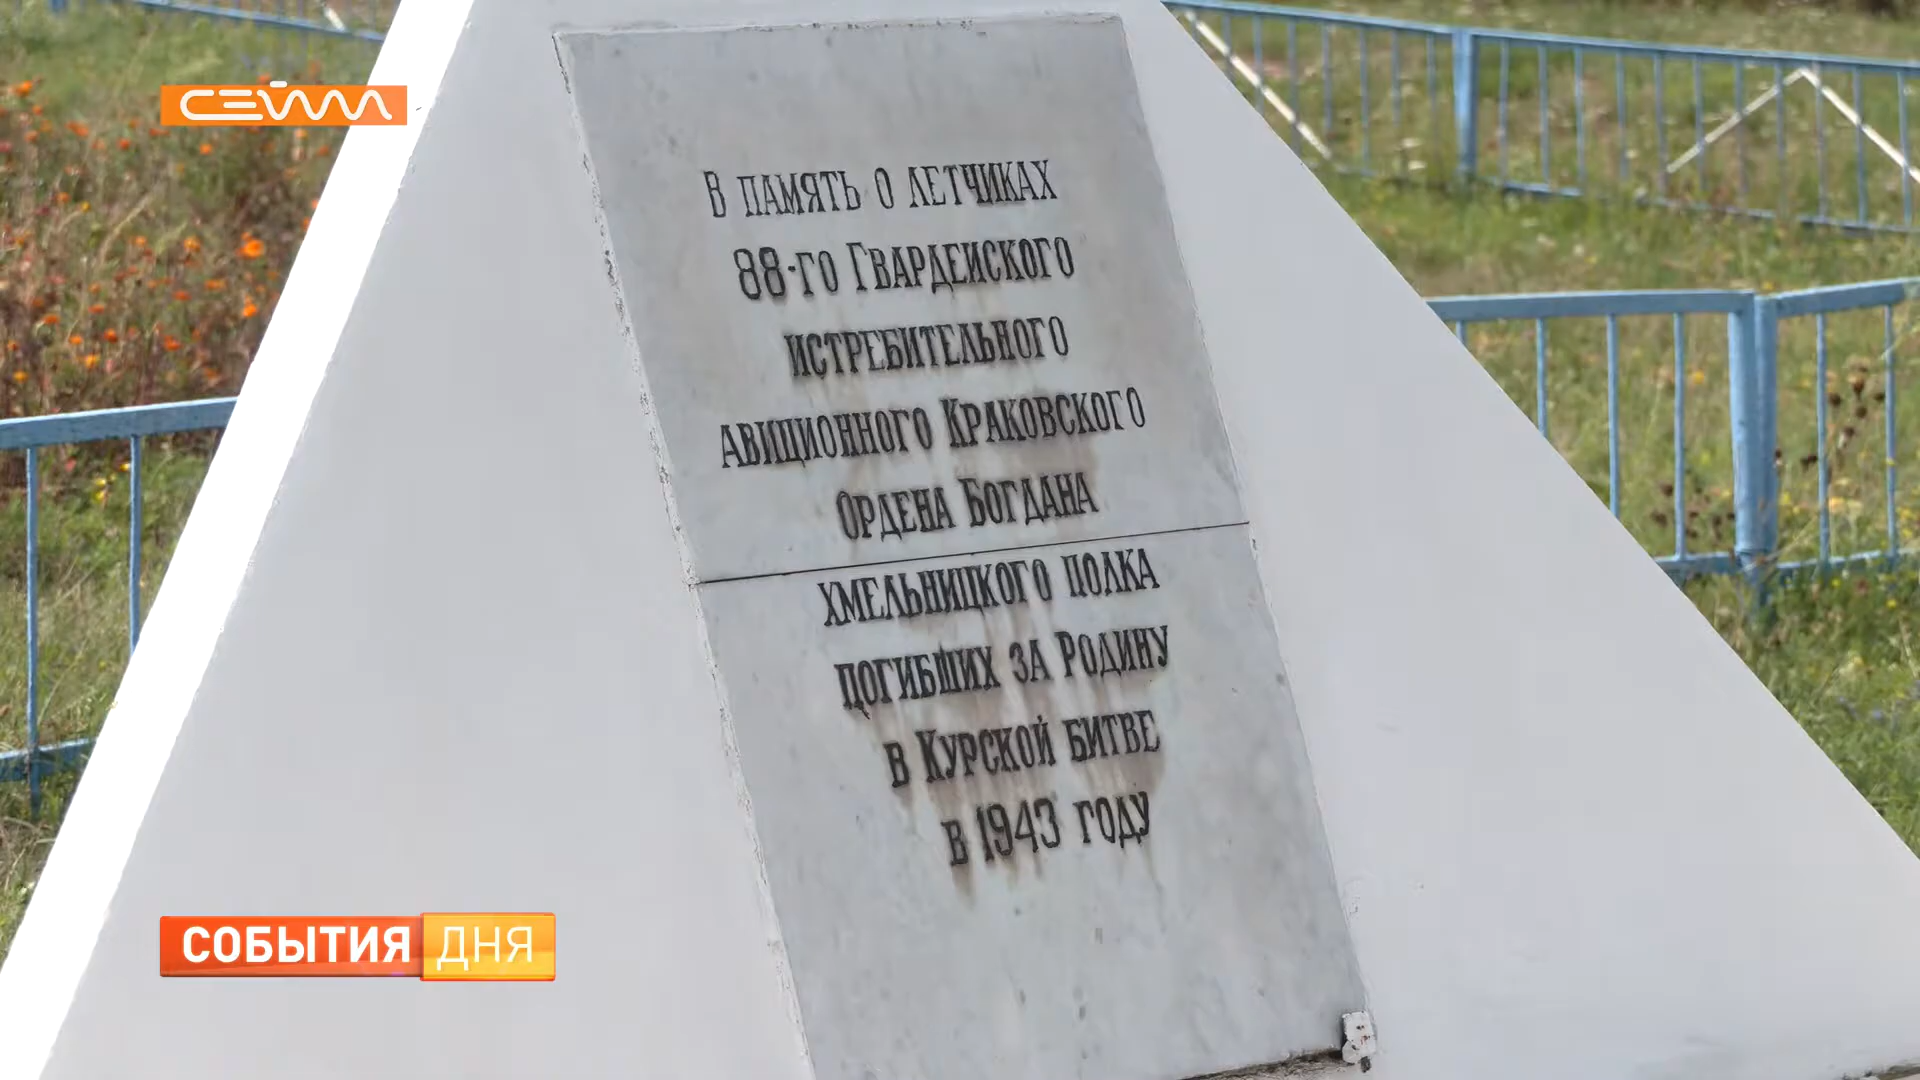 СЕЙМ
В ПАМЯТЬ О ЛЕТЧИКАХ
88-ГО ГВАРДЕЙСКОГО
ИСТРЕБИТЕЛЬНОГО
АВИЦИОННОГО КРАКОВСКОГО
ОРДЕНА БОГДАНА
ХМЕЛЬНИЦКОГО ПОЛКА
ПОГИБШИХ ЗА РОДИНУ
В КУРСКОЙ БИТВЕ
В 1943 ГОДУ
СОБЫТИЯ ДНЯ